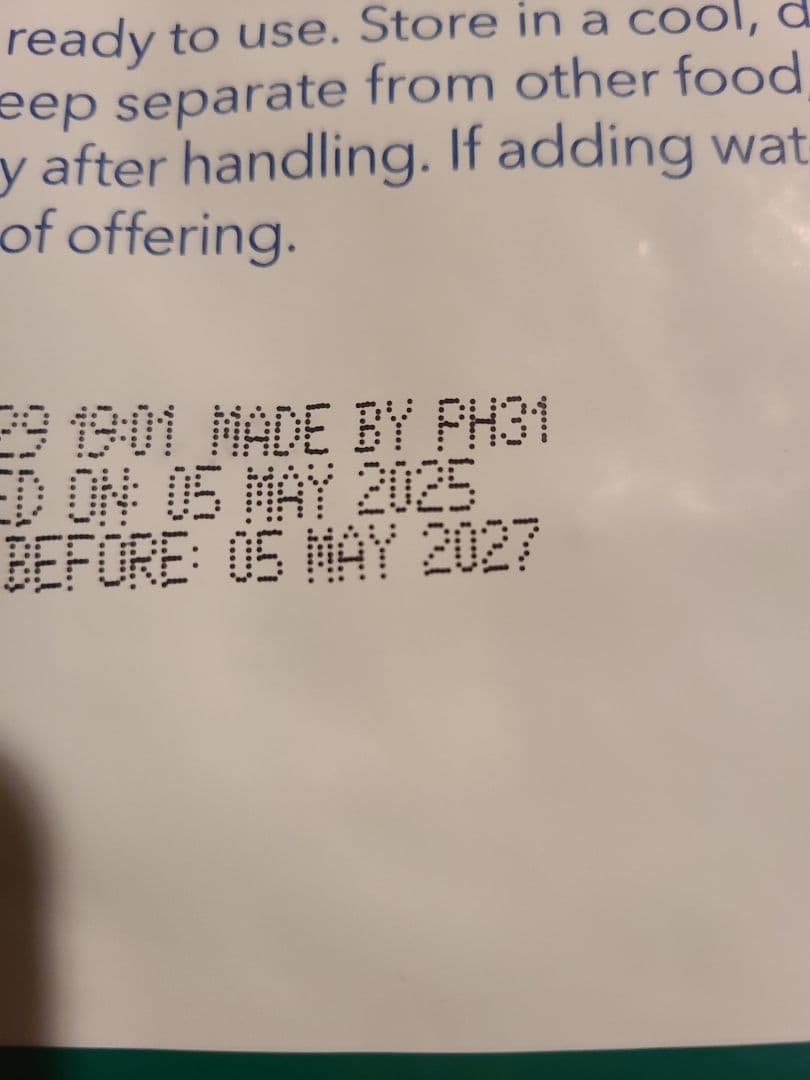 ready to use. Store in a cool, d
eep separate from other food,
y after handling. If adding wat
of offering.
29 19:01 MADE BY PH31
ED ON: 05 MAY 2025
BEFORE: 05 MAY 2027